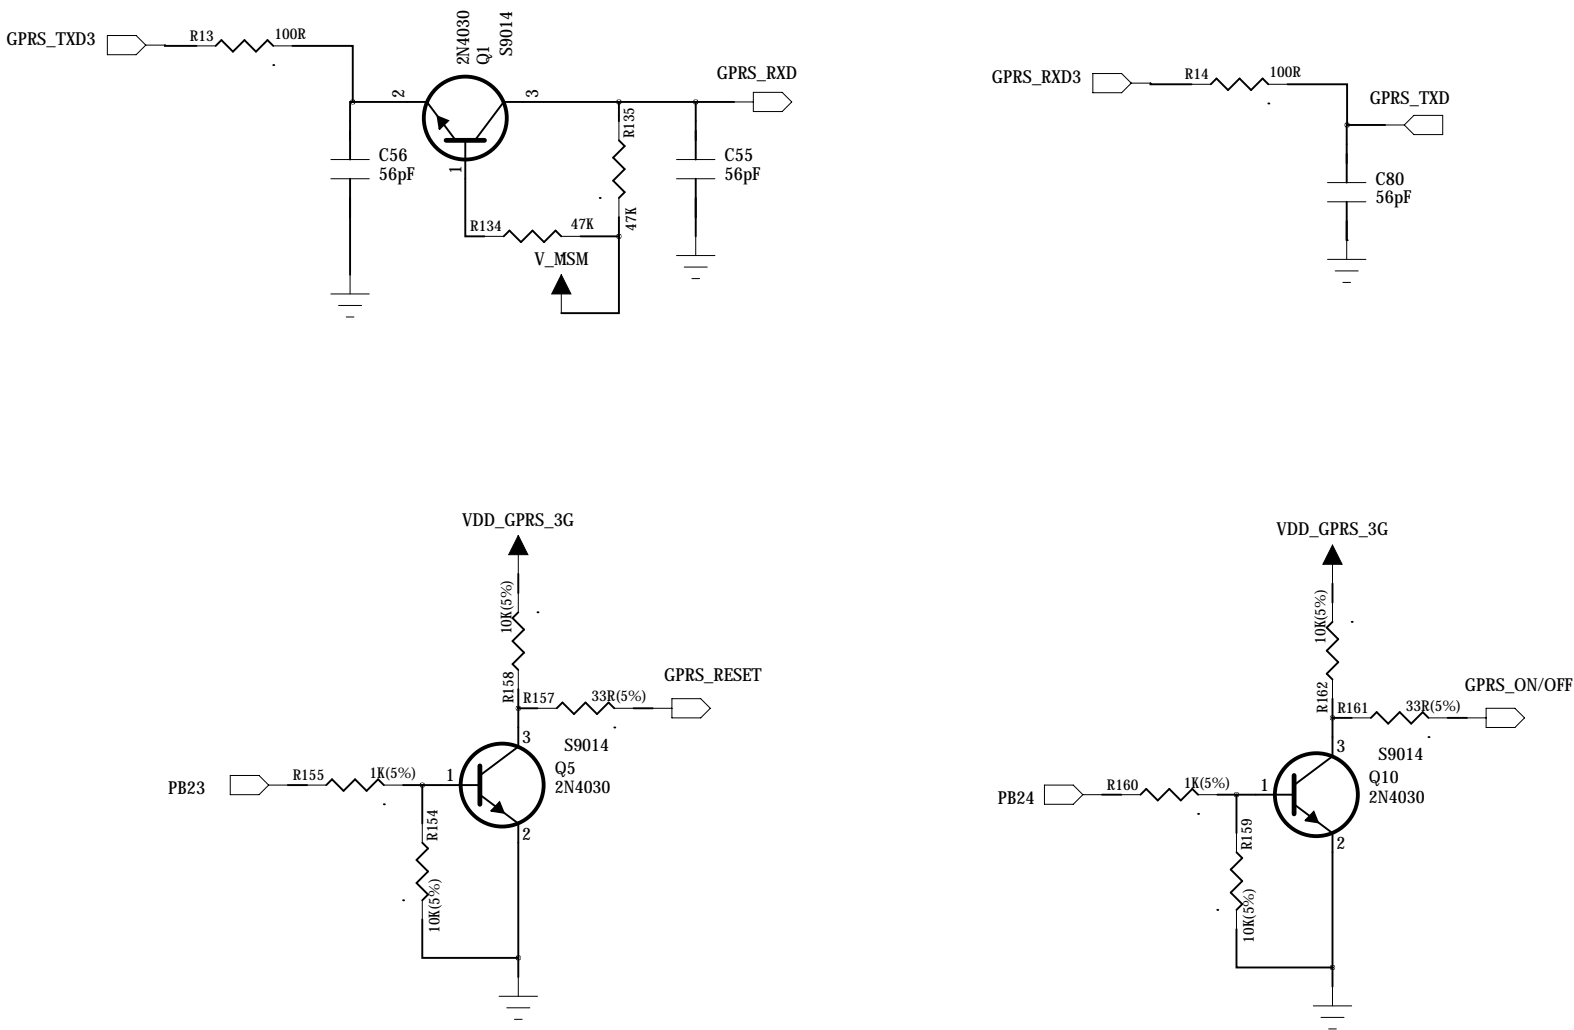 GPRS_TXD3
R13
100R
2N4030
Q1
S9014
2
3
1
GPRS_RXD
R135
47K
C56
56pF
C55
56pF
R134
47K
V_MSM
GPRS_RXD3
R14
100R
GPRS_TXD
C80
56pF
VDD_GPRS_3G
10K(5%)
R158
R157
33R(5%)
GPRS_RESET
3
S9014
Q5
2N4030
PB23
R155
1K(5%)
1
2
R154
10K(5%)
VDD_GPRS_3G
10K(5%)
R162
R161
33R(5%)
GPRS_ON/OFF
3
S9014
Q10
2N4030
PB24
R160
1K(5%)
1
2
R159
10K(5%)